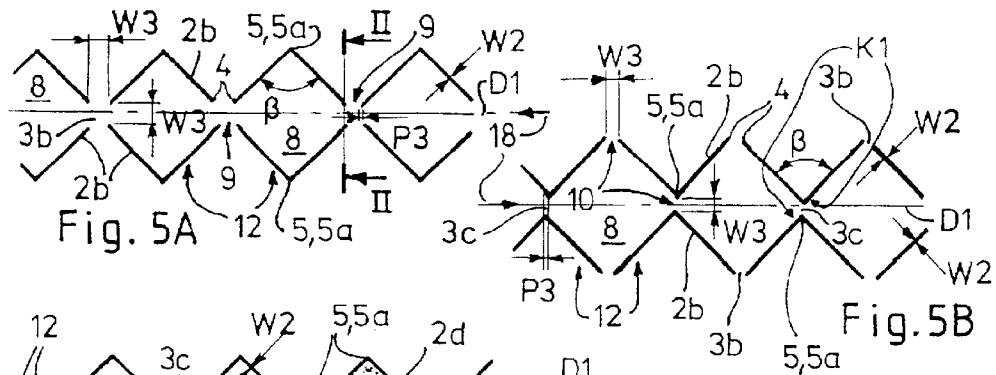 W3 2b 5,5a II 9 W2
8 4 β D1
3b W3 8 P3 18
2b 9 12 5,5a II
Fig. 5A
W3 K1
5,5a 2b 4 3b W2
β
10
3c 8 W3 3c D1
P3 12 2b W2
3b 5,5a
Fig. 5B
12 3c W2 5,5a 2d D1